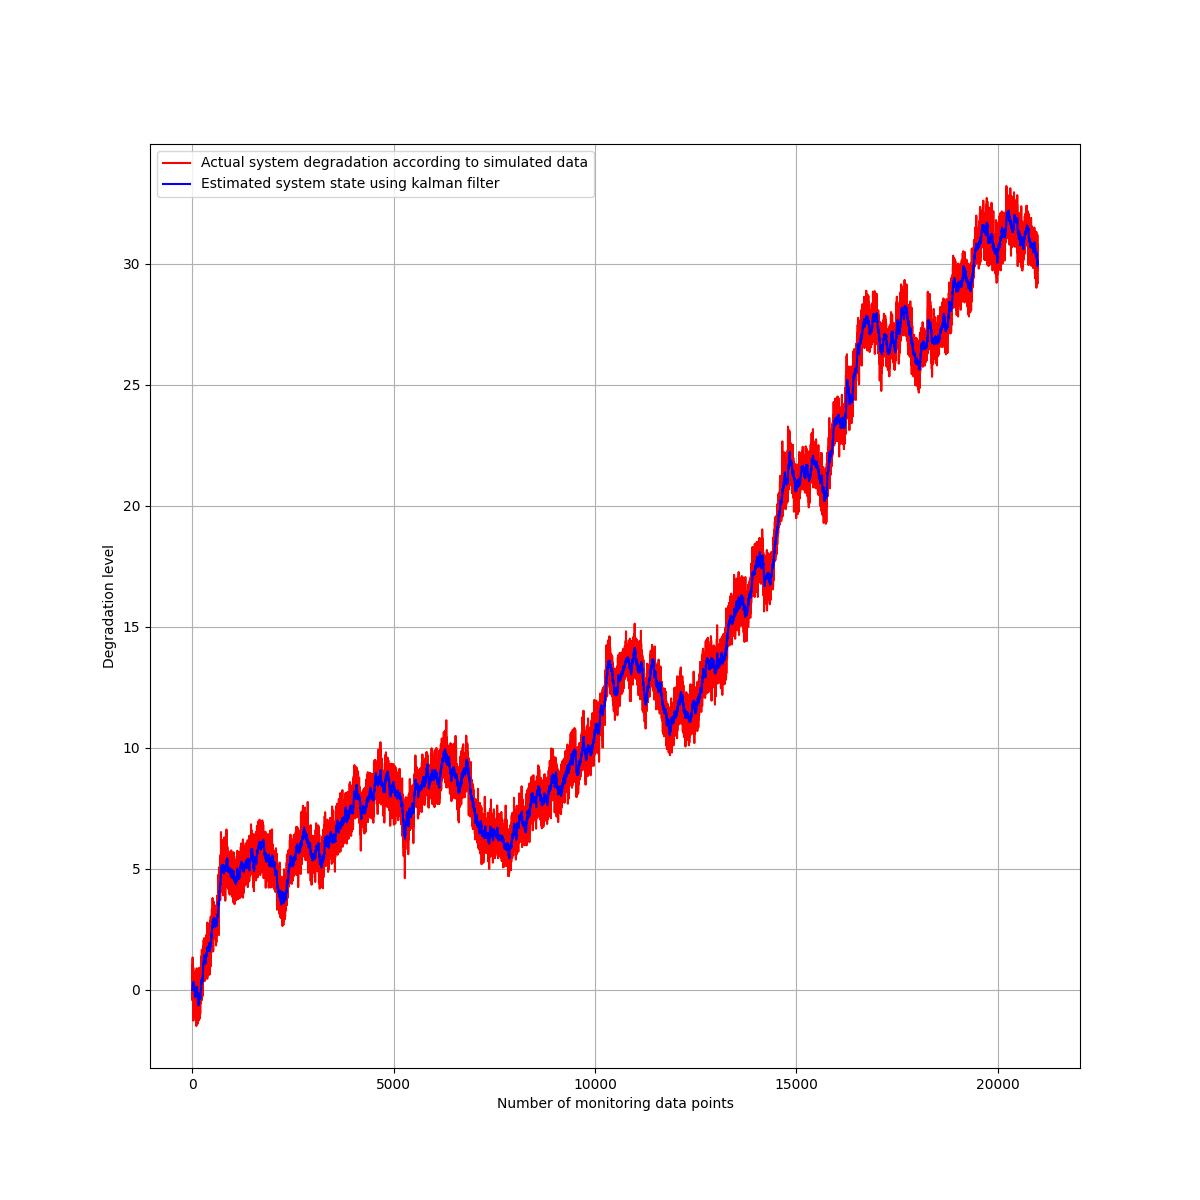 Actual system degradation according to simulated data
Estimated system state using kalman filter
30
25
20
15
10
5
0
Degradation level
0 5000 10000 15000 20000
Number of monitoring data points